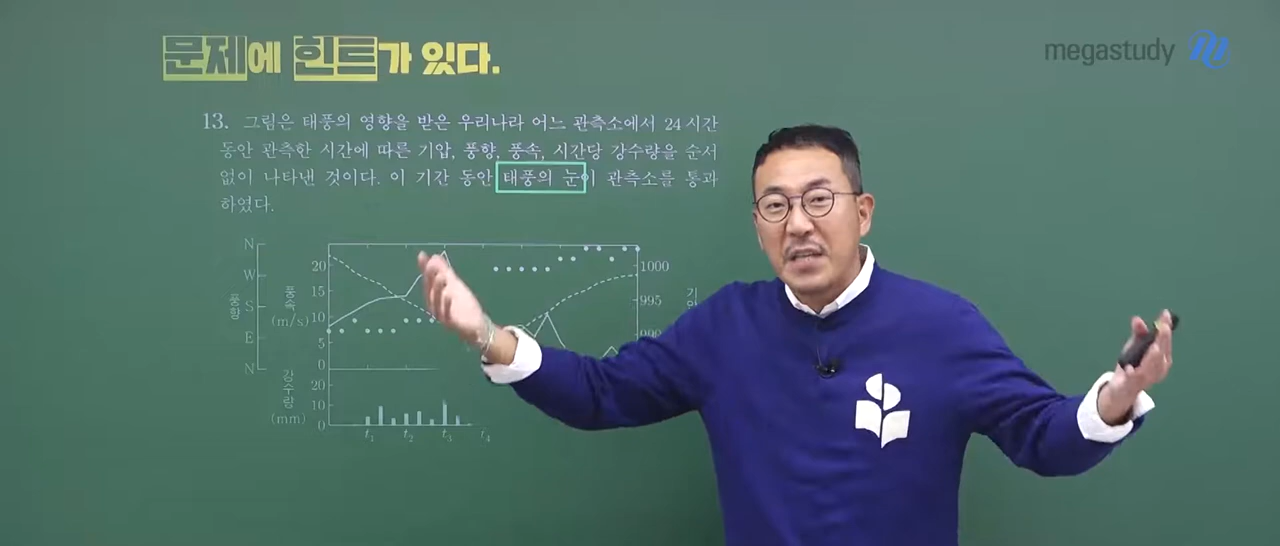 문제에 힌트가 있다.
megastudy
13. 그림은 태풍의 영향을 받은 우리나라 어느 관측소에서 24시간
동안 관측한 시간에 따른 기압, 풍향, 풍속, 시간당 강수량을 순서
없이 나타낸 것이다. 이 기간 동안 태풍의 눈이 관측소를 통과
하였다.
N
W
S
E
N
풍향
풍속
(m/s)
20
15
10
5
0
1000
995
990
강수량
(mm)
20
10
0
t₁ t₂ t₃ t₄